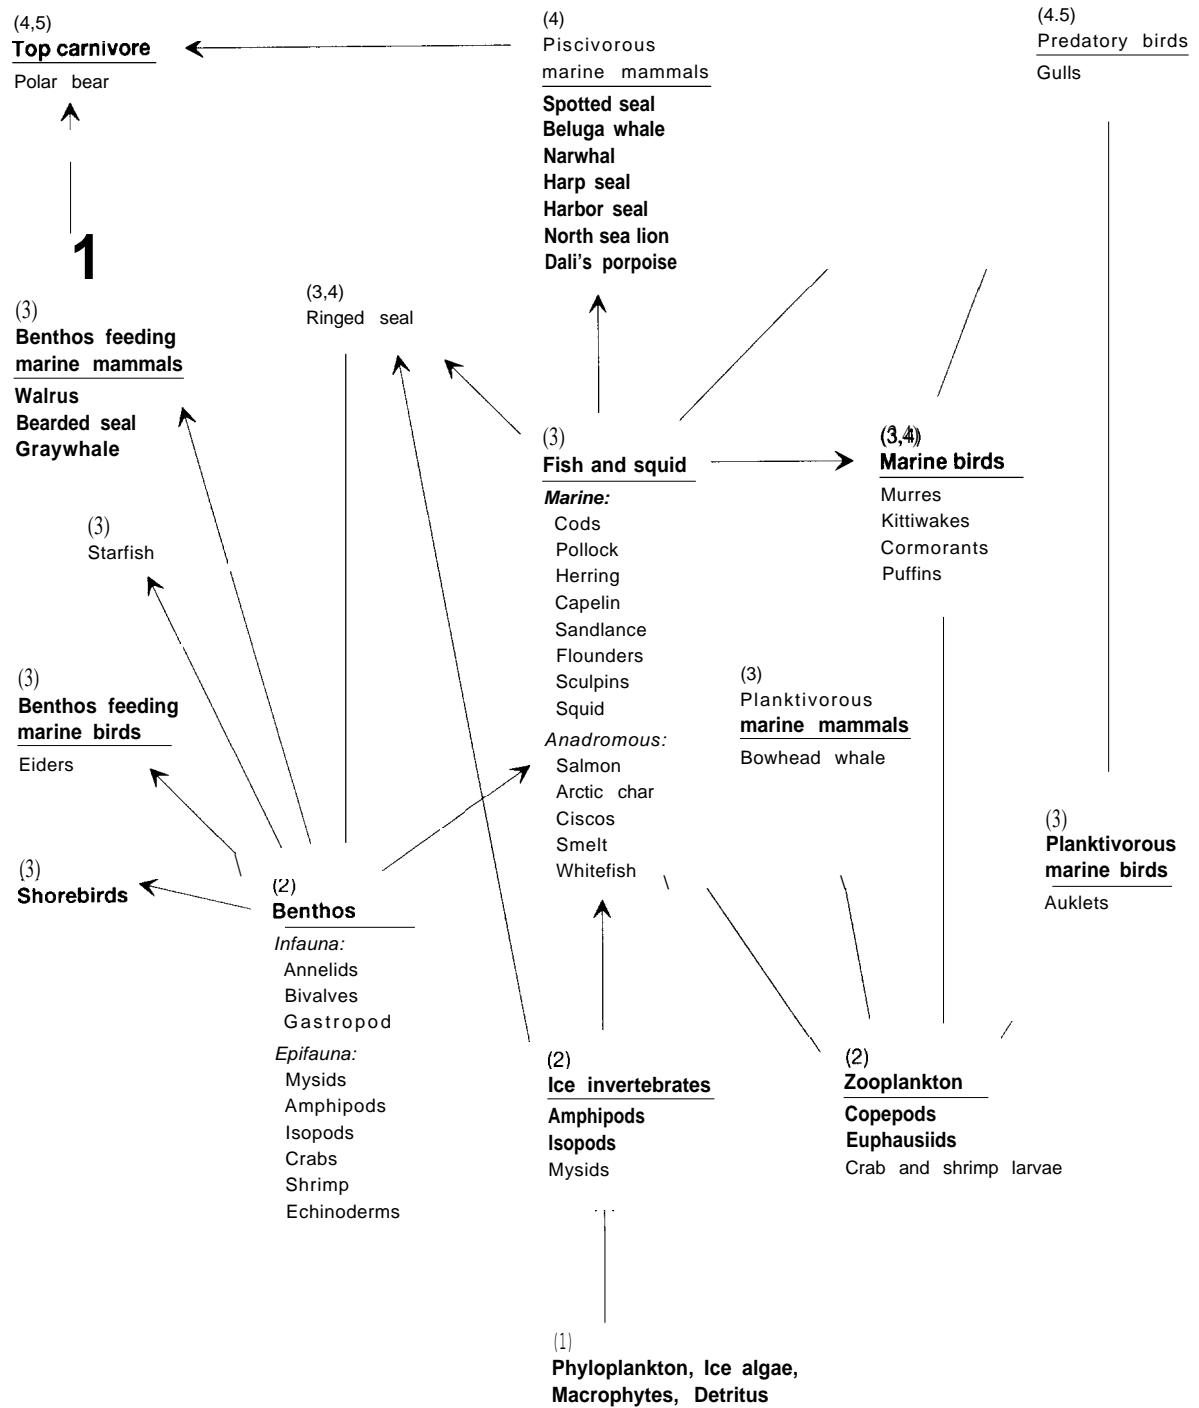 (4,5)
Top carnivore
Polar bear
(4)
Piscivorous
marine mammals
Spotted seal
Beluga whale
Narwhal
Harp seal
Harbor seal
North sea lion
Dali's porpoise
(4.5)
Predatory birds
Gulls
1
(3)
Benthos feeding
marine mammals
Walrus
Bearded seal
Graywhale
(3,4)
Ringed seal
(3)
Starfish
(3)
Benthos feeding
marine birds
Eiders
(3)
Shorebirds
(3)
Fish and squid
Marine:
Cods
Pollock
Herring
Capelin
Sandlance
Flounders
Sculpins
Squid
Anadromous:
Salmon
Arctic char
Ciscos
Smelt
Whitefish
(3,4)
Marine birds
Murres
Kittiwakes
Cormorants
Puffins
(3)
Planktivorous
marine mammals
Bowhead whale
(3)
Planktivorous
marine birds
Auklets
(2)
Benthos
Infauna:
Annelids
Bivalves
Gastropod
Epifauna:
Mysids
Amphipods
Isopods
Crabs
Shrimp
Echinoderms
(2)
Ice invertebrates
Amphipods
Isopods
Mysids
(2)
Zooplankton
Copepods
Euphausiids
Crab and shrimp larvae
(1)
Phyloplankton, Ice algae,
Macrophytes, Detritus